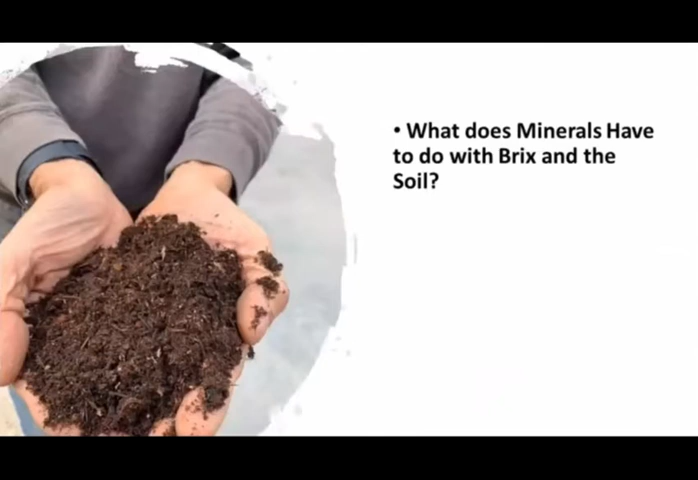 • What does Minerals Have
to do with Brix and the
Soil?